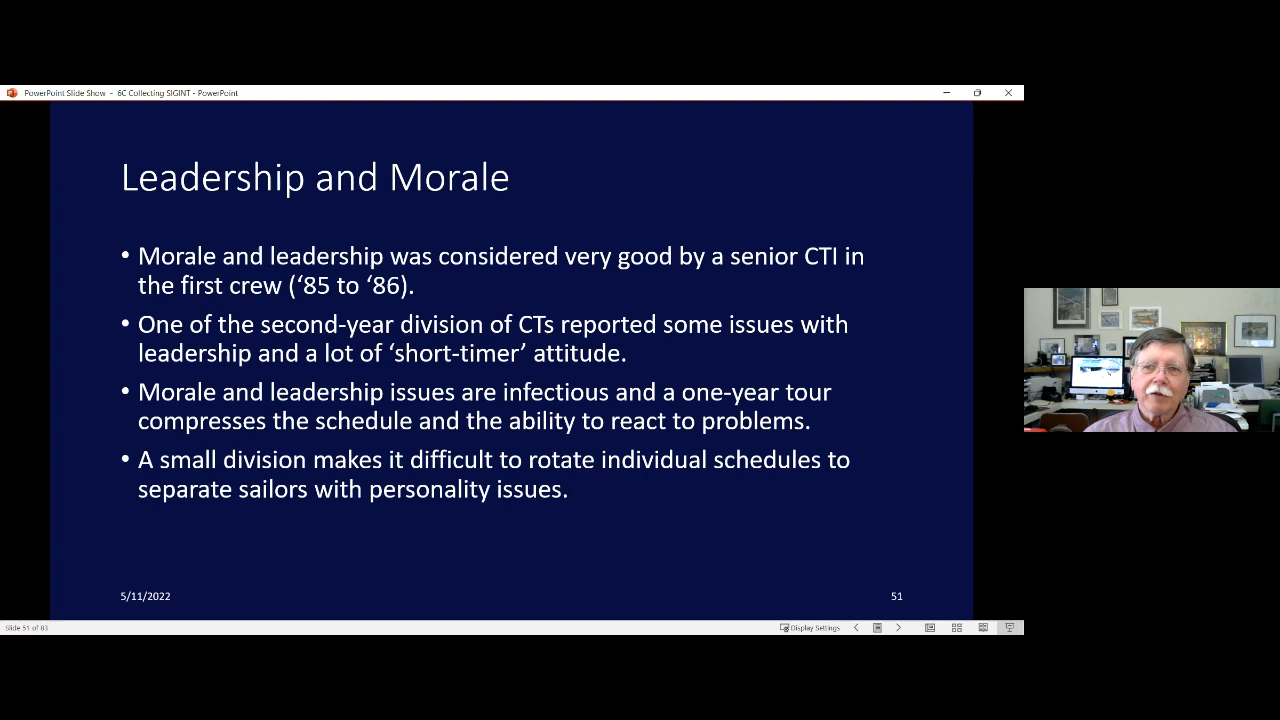 PowerPoint Slide Show - 6C Collecting SIGINT - PowerPoint
Leadership and Morale
• Morale and leadership was considered very good by a senior CTI in
the first crew (‘85 to ‘86).
• One of the second-year division of CTs reported some issues with
leadership and a lot of ‘short-timer’ attitude.
• Morale and leadership issues are infectious and a one-year tour
compresses the schedule and the ability to react to problems.
• A small division makes it difficult to rotate individual schedules to
separate sailors with personality issues.
5/11/2022
51
Slide 51 of 83
Display Settings